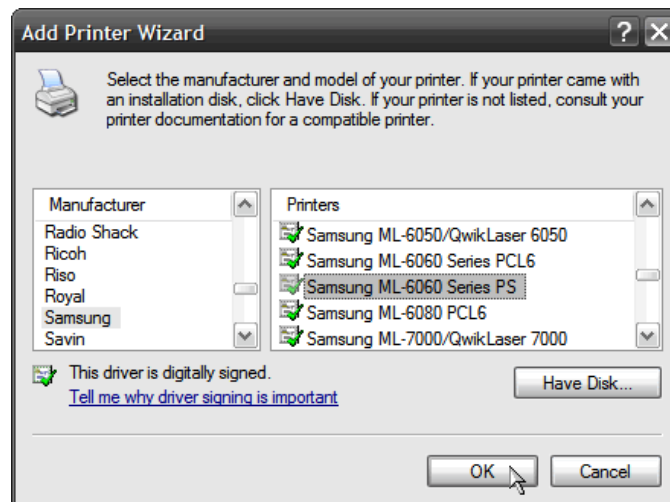 Add Printer Wizard
Select the manufacturer and model of your printer. If your printer came with
an installation disk, click Have Disk. If your printer is not listed, consult your
printer documentation for a compatible printer.
Manufacturer
Radio Shack
Ricoh
Riso
Royal
Samsung
Savin
Printers
Samsung ML-6050/QwikLaser 6050
Samsung ML-6060 Series PCL6
Samsung ML-6060 Series PS
Samsung ML-6080 PCL6
Samsung ML-7000/QwikLaser 7000
This driver is digitally signed.
Tell me why driver signing is important
Have Disk...
OK
Cancel